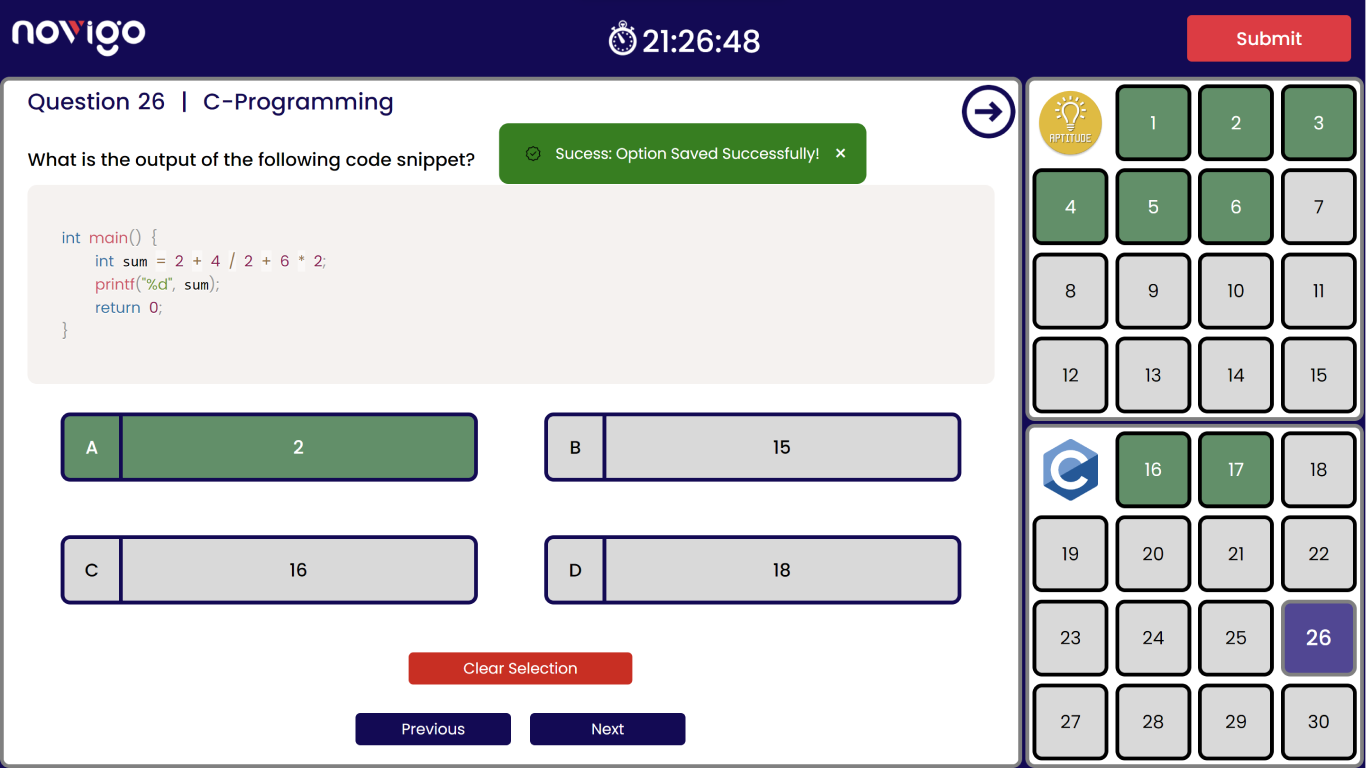 novigo
21:26:48
Submit
Question 26 | C-Programming
What is the output of the following code snippet?
Sucess: Option Saved Successfully! ×
int main() {
int sum = 2 + 4 / 2 + 6 * 2;
printf("%d", sum);
return 0;
}
A 2
B 15
C 16
D 18
Clear Selection
Previous Next
APTITUDE 1 2 3
4 5 6 7
8 9 10 11
12 13 14 15
C 16 17 18
19 20 21 22
23 24 25 26
27 28 29 30